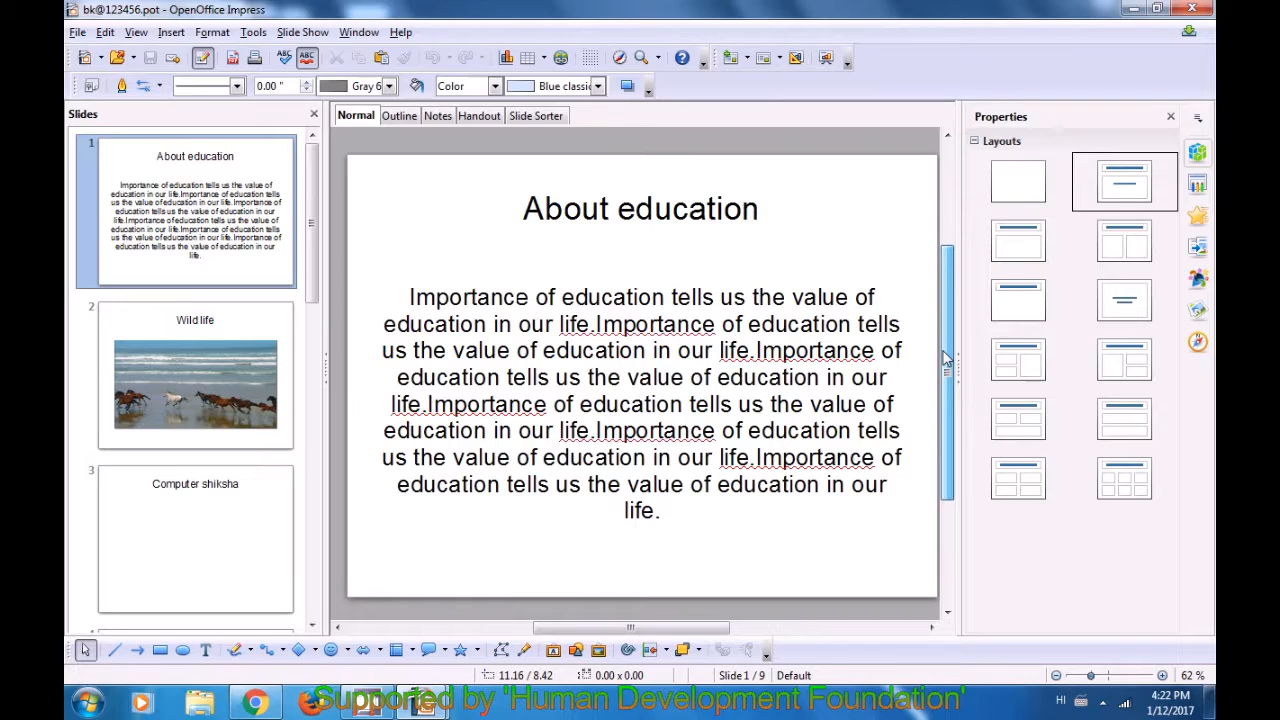 bk@123456.pot - OpenOffice Impress
File Edit View Insert Format Tools Slide Show Window Help
0.00 " Gray 6 Color Blue classic
Slides
Normal Outline Notes Handout Slide Sorter
Properties
Layouts
1
About education
Importance of education tells us the value of
education in our life.Importance of education tells
us the value of education in our life.Importance of
education tells us the value of education in our
life.Importance of education tells us the value of
education in our life.Importance of education tells
us the value of education in our life.Importance of
education tells us the value of education in our
life.
2
Wild life
3
Computer shiksha
About education
Importance of education tells us the value of
education in our life.Importance of education tells
us the value of education in our life.Importance of
education tells us the value of education in our
life.Importance of education tells us the value of
education in our life.Importance of education tells
us the value of education in our life.Importance of
education tells us the value of education in our
life.
11.16 / 8.42 0.00 x 0.00 Slide 1 / 9 Default 62 %
Supported by 'Human Development Foundation'
HI 4:22 PM
1/12/2017